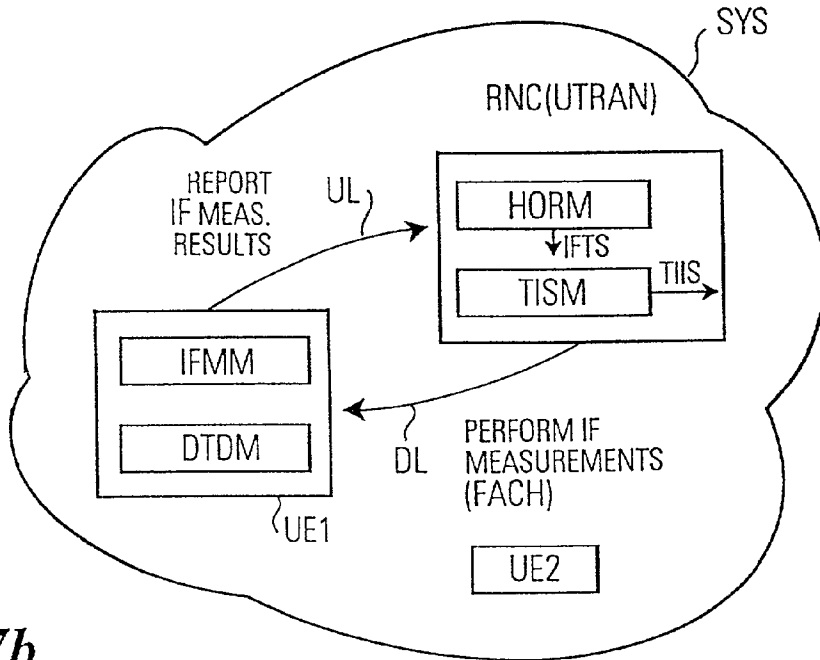 SYS
RNC(UTRAN)
REPORT
IF MEAS.
RESULTS
UL
HORM
IFTS
TISM
TIIS
IFMM
DTDM
DL
PERFORM IF
MEASUREMENTS
(FACH)
UE1
UE2
7b